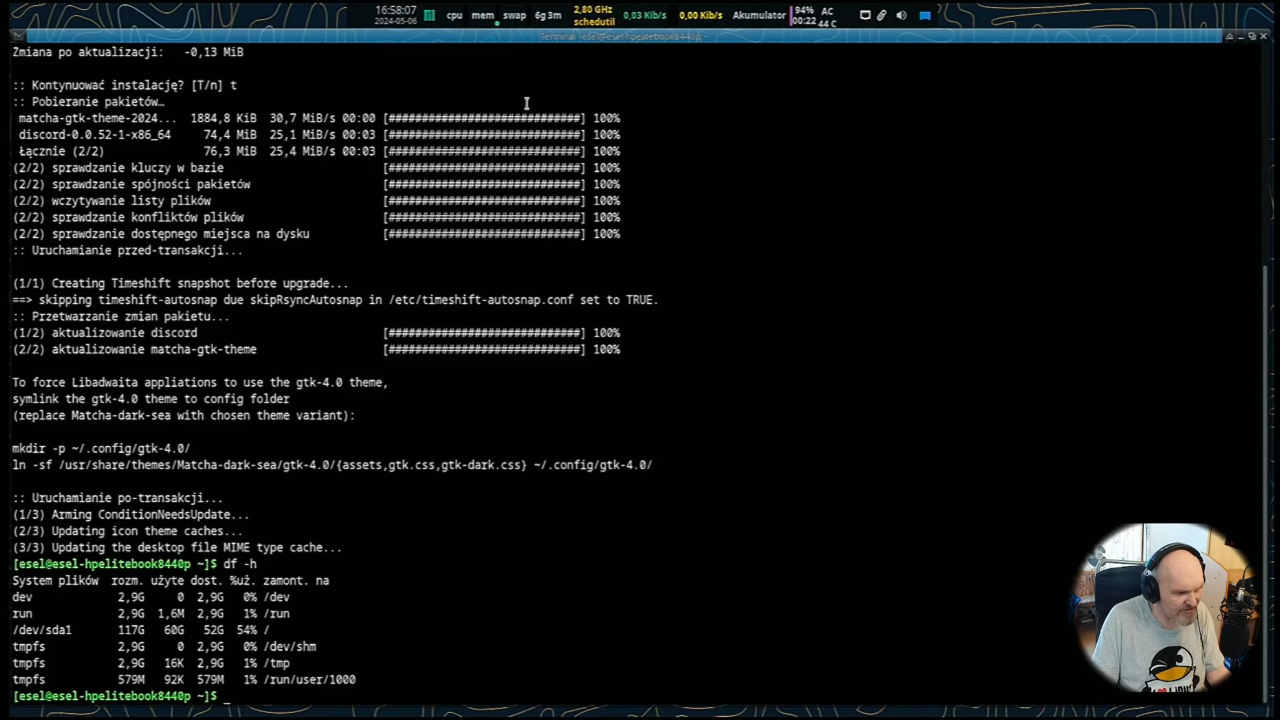 16:58:07
2024-05-06
cpu mem swap 6g3m
2,80 GHz
schedutil
0,03 Kib/s 0,00 Kib/s Akumulator
94% AC
00:22 44 C
Terminal - esel@esel-hpelitebook8440p:~
Zmiana po aktualizacji: -0,13 MiB
:: Kontynuować instalację? [T/n] t
:: Pobieranie pakietów…
matcha-gtk-theme-2024... 1884,8 KiB 30,7 MiB/s 00:00 [#############################] 100%
discord-0.0.52-1-x86_64 74,4 MiB 25,1 MiB/s 00:03 [#############################] 100%
Łącznie (2/2) 76,3 MiB 25,4 MiB/s 00:03 [#############################] 100%
(2/2) sprawdzanie kluczy w bazie [#############################] 100%
(2/2) sprawdzanie spójności pakietów [#############################] 100%
(2/2) wczytywanie listy plików [#############################] 100%
(2/2) sprawdzanie konfliktów plików [#############################] 100%
(2/2) sprawdzanie dostępnego miejsca na dysku [#############################] 100%
:: Uruchamianie przed-transakcji...
(1/1) Creating Timeshift snapshot before upgrade...
==> skipping timeshift-autosnap due skipRsyncAutosnap in /etc/timeshift-autosnap.conf set to TRUE.
:: Przetwarzanie zmian pakietu...
(1/2) aktualizowanie discord [#############################] 100%
(2/2) aktualizowanie matcha-gtk-theme [#############################] 100%
To force Libadwaita appliations to use the gtk-4.0 theme,
symlink the gtk-4.0 theme to config folder
(replace Matcha-dark-sea with chosen theme variant):
mkdir -p ~/.config/gtk-4.0/
ln -sf /usr/share/themes/Matcha-dark-sea/gtk-4.0/{assets,gtk.css,gtk-dark.css} ~/.config/gtk-4.0/
:: Uruchamianie po-transakcji...
(1/3) Arming ConditionNeedsUpdate...
(2/3) Updating icon theme caches...
(3/3) Updating the desktop file MIME type cache...
[esel@esel-hpelitebook8440p ~]$ df -h
System plików rozm. użyte dost. %uż. zamont. na
dev 2,9G 0 2,9G 0% /dev
run 2,9G 1,6M 2,9G 1% /run
/dev/sda1 117G 60G 52G 54% /
tmpfs 2,9G 0 2,9G 0% /dev/shm
tmpfs 2,9G 16K 2,9G 1% /tmp
tmpfs 579M 92K 579M 1% /run/user/1000
[esel@esel-hpelitebook8440p ~]$ _